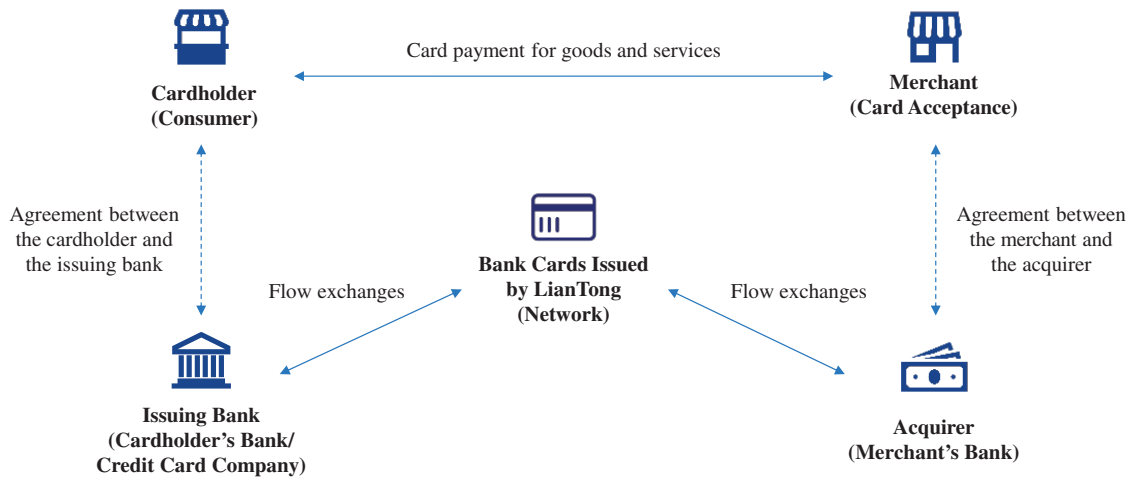 Card payment for goods and services
Cardholder
(Consumer)
Merchant
(Card Acceptance)
Agreement between
the cardholder and
the issuing bank
Bank Cards Issued
by LianTong
(Network)
Agreement between
the merchant and
the acquirer
Flow exchanges
Flow exchanges
Issuing Bank
(Cardholder’s Bank/
Credit Card Company)
Acquirer
(Merchant’s Bank)